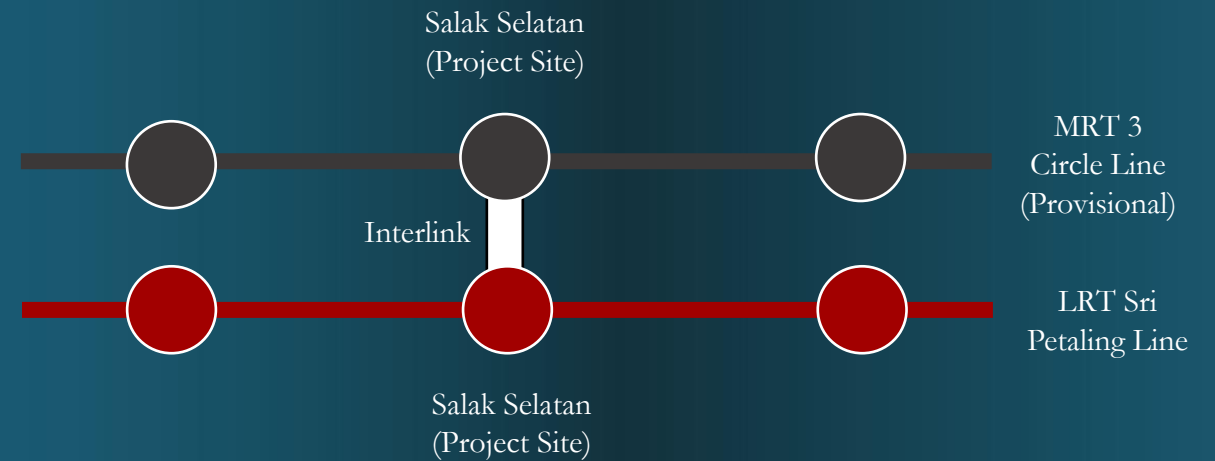 Salak Selatan
(Project Site)
MRT 3
Circle Line
(Provisional)
Interlink
LRT Sri
Petaling Line
Salak Selatan
(Project Site)